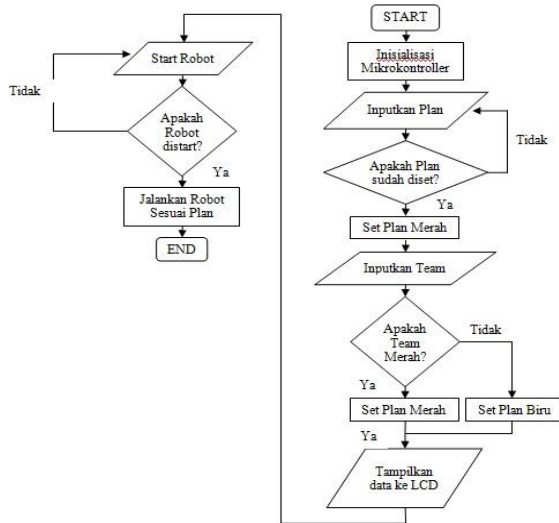 START
Inisialisasi
Mikrokontroller
Inputkan Plan
Tidak
Apakah Plan
sudah diset?
Ya
Set Plan Merah
Inputkan Team
Apakah
Team
Merah?
Tidak
Ya
Set Plan Merah
Set Plan Biru
Ya
Tampilkan
data ke LCD
Start Robot
Tidak
Apakah
Robot
distart?
Ya
Jalankan Robot
Sesuai Plan
END